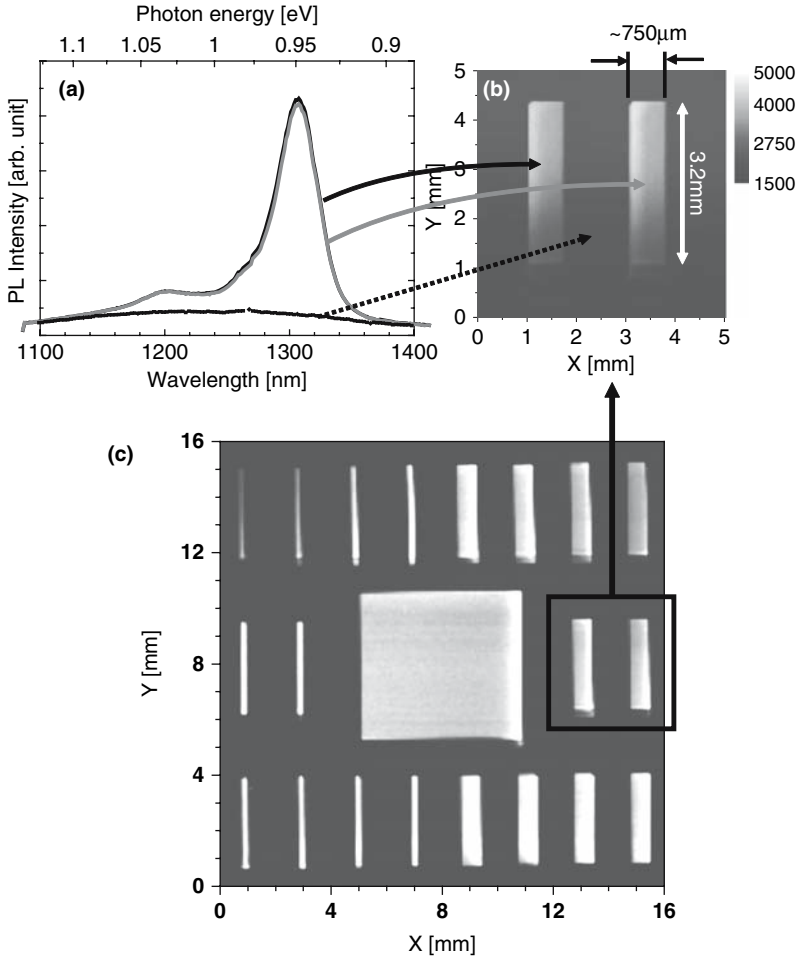 Photon energy [eV]
1.1 1.05 1 0.95 0.9
(a)
PL Intensity [arb. unit]
1100 1200 1300 1400
Wavelength [nm]
~750μm
(b)
5
4
3
2
1
0
Y [mm]
3.2mm
0 1 2 3 4 5
X [mm]
5000
4000
2750
1500
(c)
16
12
8
4
0
Y [mm]
0 4 8 12 16
X [mm]